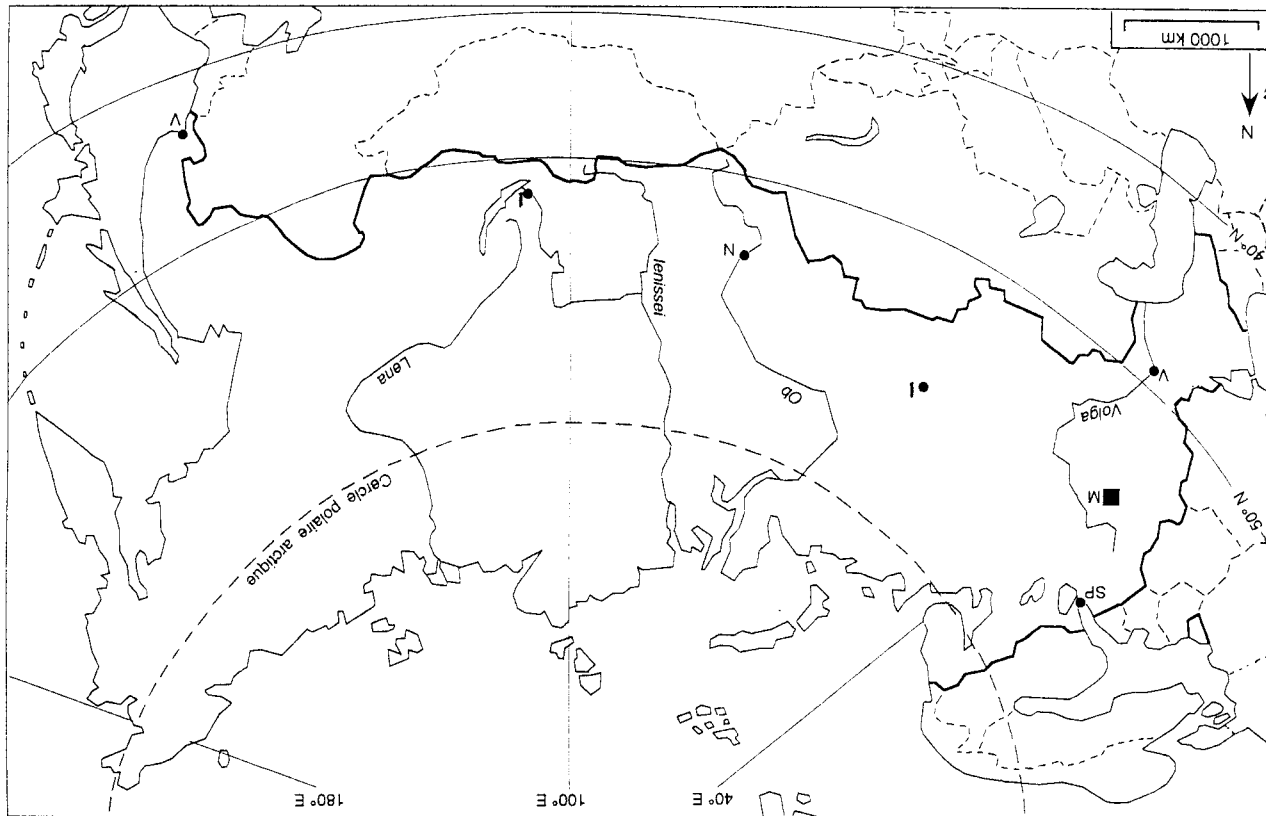 40° E
100° E
180° E
SP
Cercle polaire arctique
50° N
M
Volga
Ob
Lena
I
V
Ienissei
N
40° N
I
V
N
1000 km